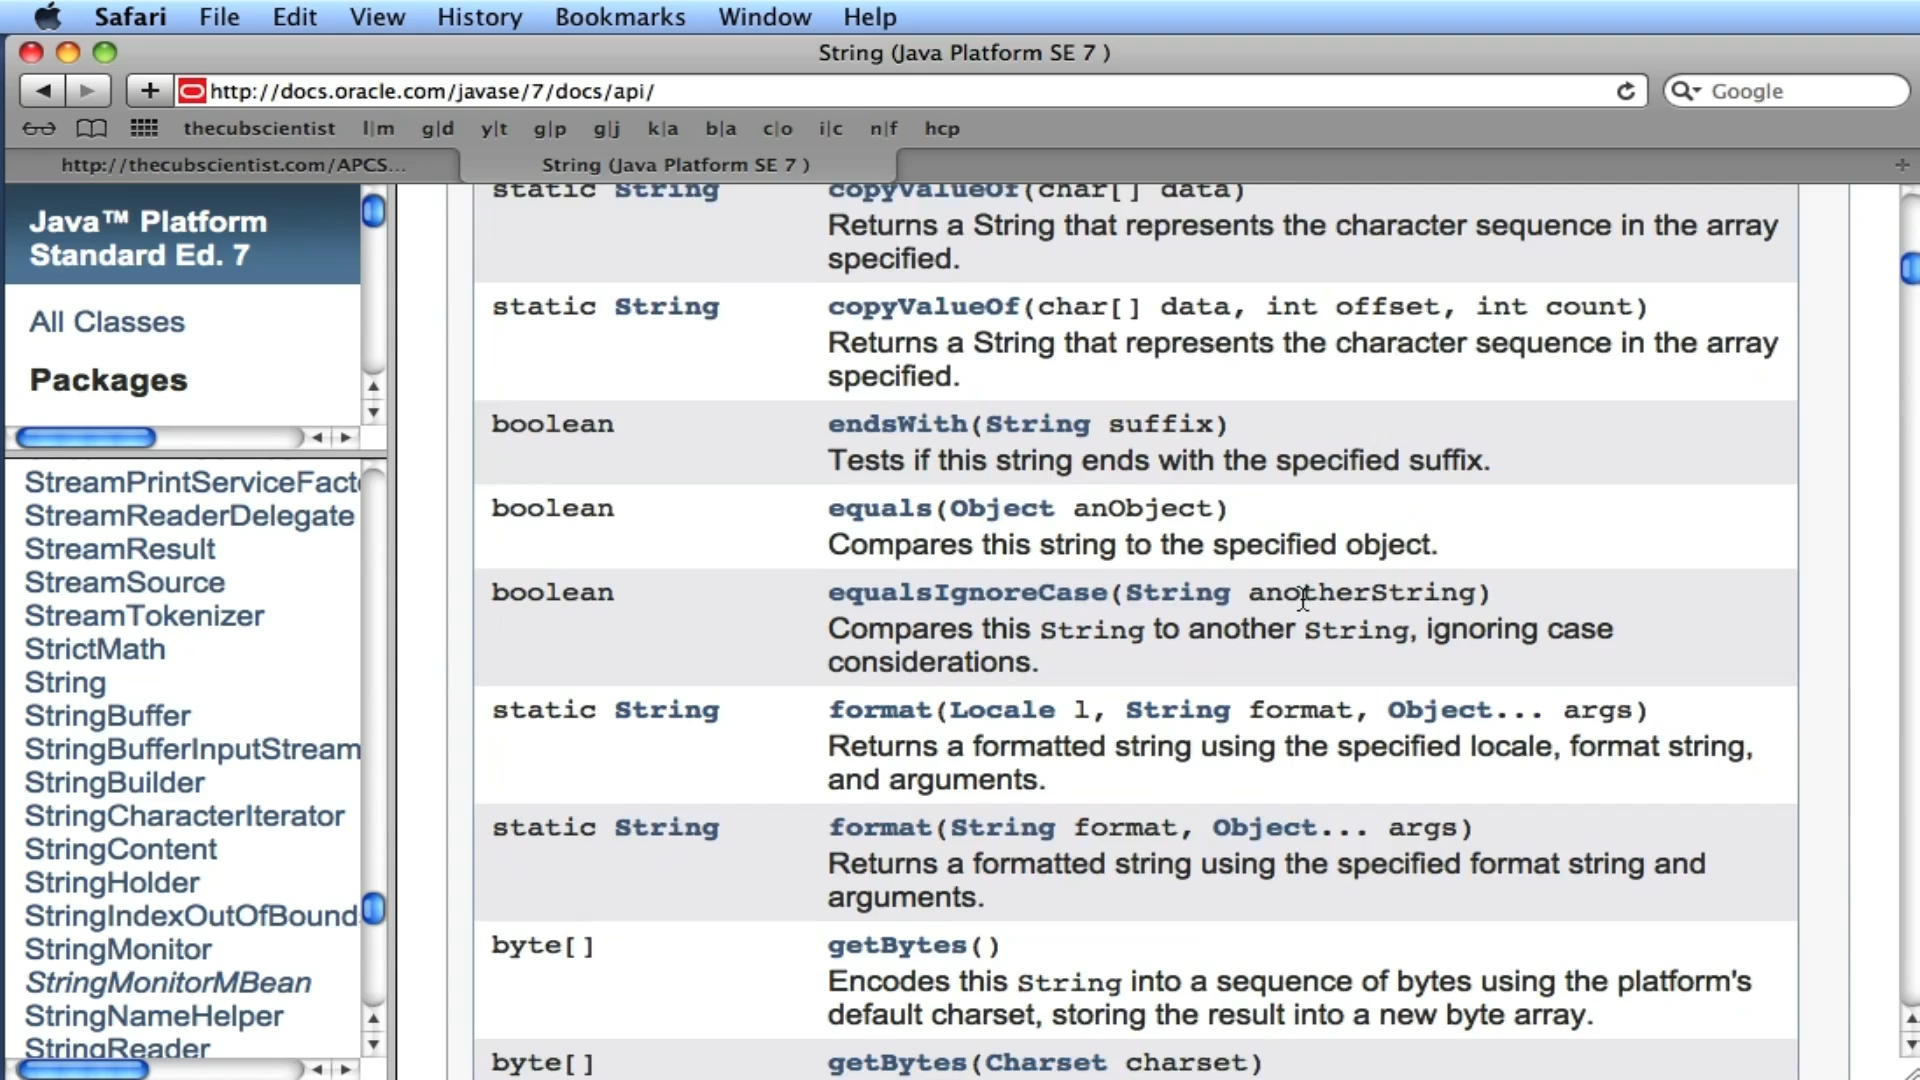 Safari File Edit View History Bookmarks Window Help
String (Java Platform SE 7 )
http://docs.oracle.com/javase/7/docs/api/
Google
thecubscientist l|m g|d y|t g|p g|j k|a b|a c|o i|c n|f hcp
http://thecubscientist.com/APCS...
String (Java Platform SE 7 )
Java™ Platform
Standard Ed. 7
All Classes
Packages
StreamPrintServiceFact
StreamReaderDelegate
StreamResult
StreamSource
StreamTokenizer
StrictMath
String
StringBuffer
StringBufferInputStream
StringBuilder
StringCharacterIterator
StringContent
StringHolder
StringIndexOutOfBound
StringMonitor
StringMonitorMBean
StringNameHelper
StringReader
static String copyValueOf(char[] data)
Returns a String that represents the character sequence in the array
specified.
static String copyValueOf(char[] data, int offset, int count)
Returns a String that represents the character sequence in the array
specified.
boolean endsWith(String suffix)
Tests if this string ends with the specified suffix.
boolean equals(Object anObject)
Compares this string to the specified object.
boolean equalsIgnoreCase(String anotherString)
Compares this String to another String, ignoring case
considerations.
static String format(Locale l, String format, Object... args)
Returns a formatted string using the specified locale, format string,
and arguments.
static String format(String format, Object... args)
Returns a formatted string using the specified format string and
arguments.
byte[] getBytes()
Encodes this String into a sequence of bytes using the platform's
default charset, storing the result into a new byte array.
byte[] getBytes(Charset charset)